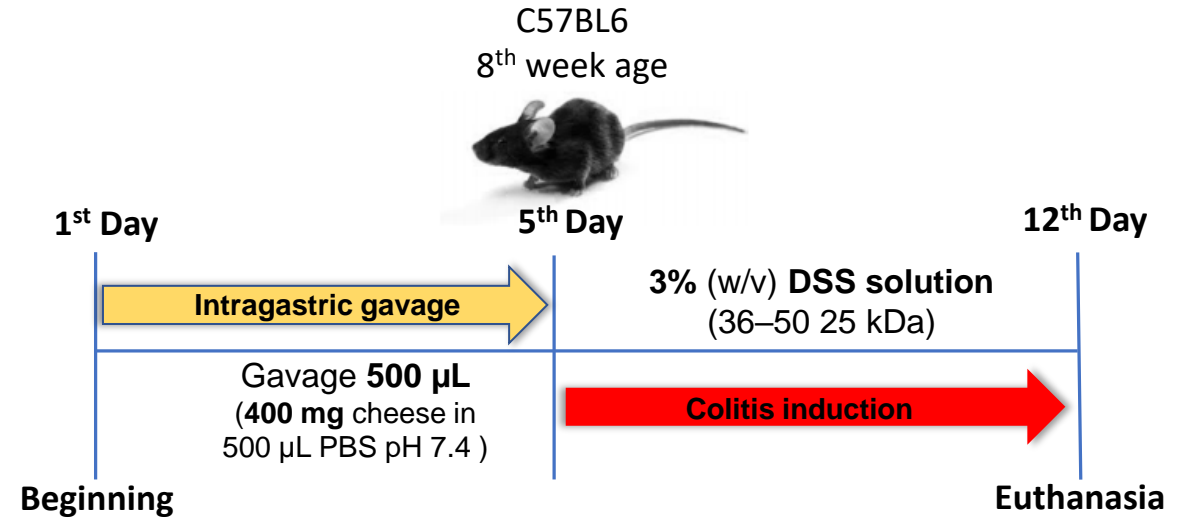 C57BL6
8th week age
1st Day
5th Day
12th Day
Intragastric gavage
3% (w/v) DSS solution
(36–50 25 kDa)
Gavage 500 µL
(400 mg cheese in
500 µL PBS pH 7.4 )
Colitis induction
Beginning
Euthanasia